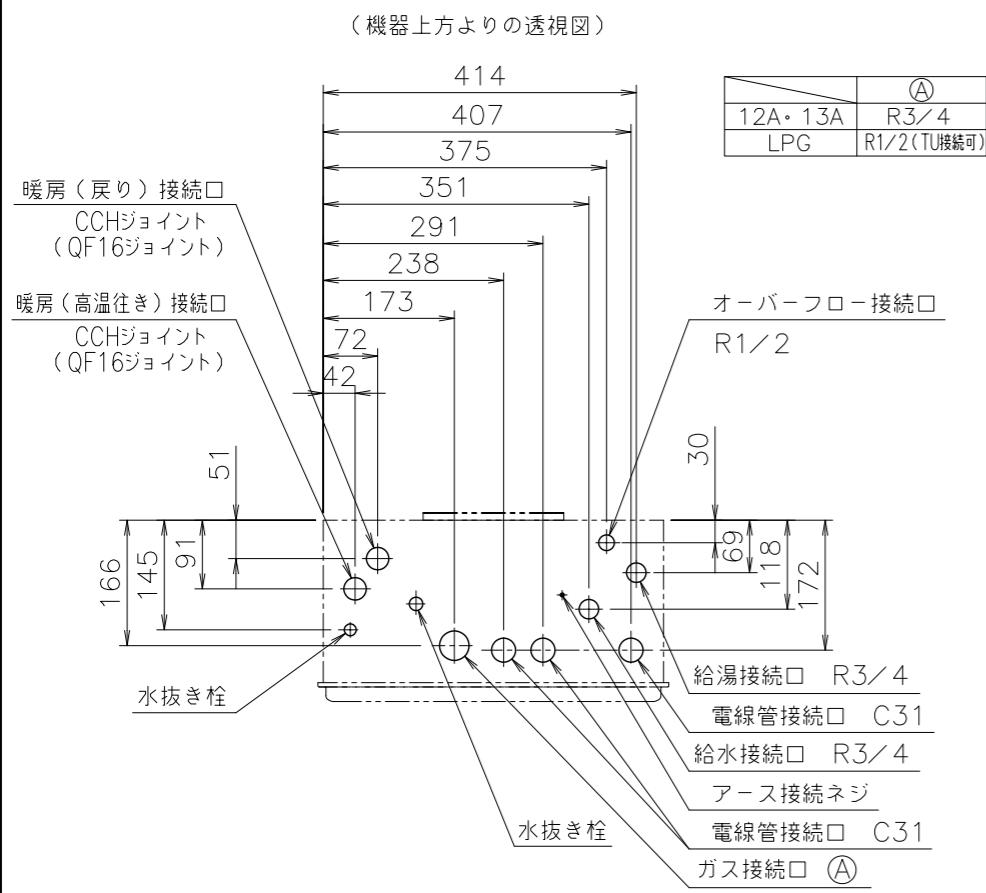 （機器上方よりの透視図）
Ⓐ
12A・13A R3／4
LPG R1／2（TU接続可）
414
407
375
351
291
238
173
72
42
暖房（戻り）接続口
CCHジョイント
（QF16ジョイント）
暖房（高温往き）接続口
CCHジョイント
（QF16ジョイント）
オーバーフロー接続口
R1／2
51
91
145
166
30
69
118
172
水抜き栓
水抜き栓
給湯接続口 R3／4
電線管接続口 C31
給水接続口 R3／4
アース接続ネジ
電線管接続口 C31
ガス接続口 Ⓐ